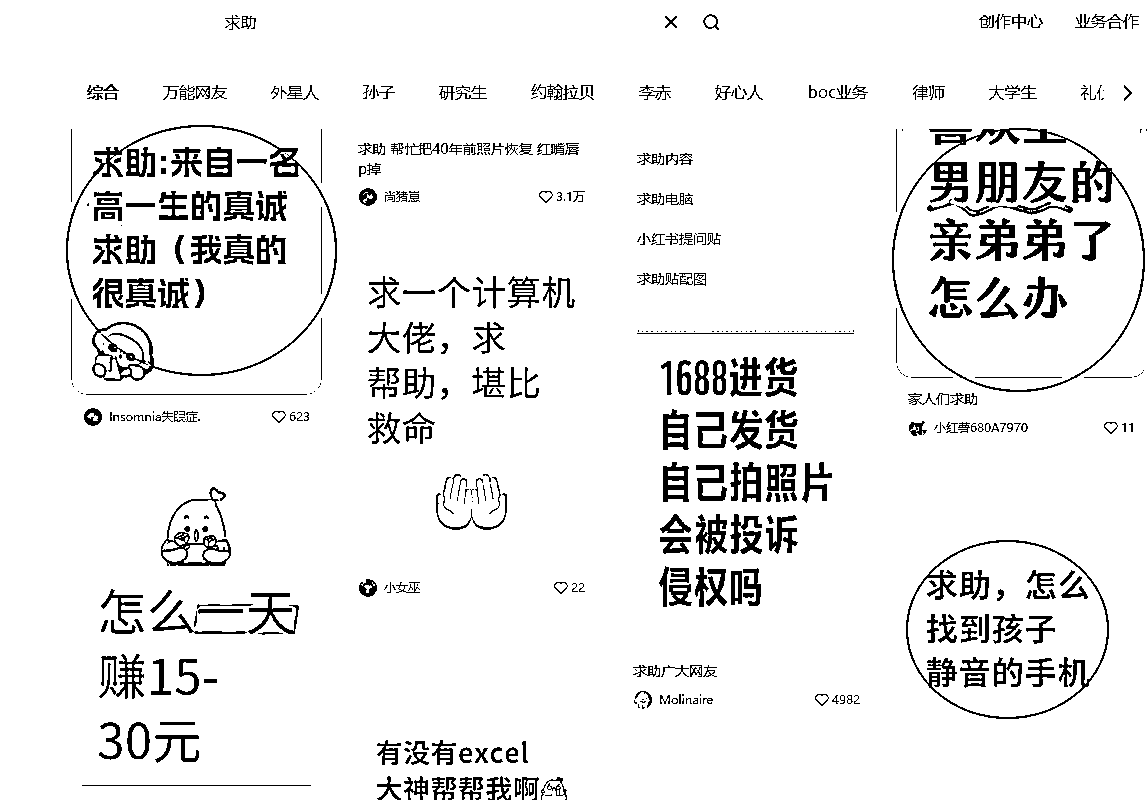 求助
创作中心
业务合作
综合
万能网友
外星人
孙子
研究生
约翰拉贝
李赤
好心人
boc业务
律师
大学生
求助:来自一名
高一生的真诚
求助（我真的
很真诚）
Insomnia失眠症.
623
怎么一天
赚15-
30元
求助 帮忙把40年前照片恢复 红嘴唇
p掉
尚猪崽
3.1万
求一个计算机
大佬，求
帮助，堪比
救命
小女巫
22
有没有excel
大神帮帮我啊
求助内容
求助电脑
小红书提问贴
求助贴配图
1688进货
自己发货
自己拍照片
会被投诉
侵权吗
求助广大网友
Molinaire
4982
喜欢上
男朋友的
亲弟弟了
怎么办
家人们求助
小红薯680A7970
11
求助，怎么
找到孩子
静音的手机